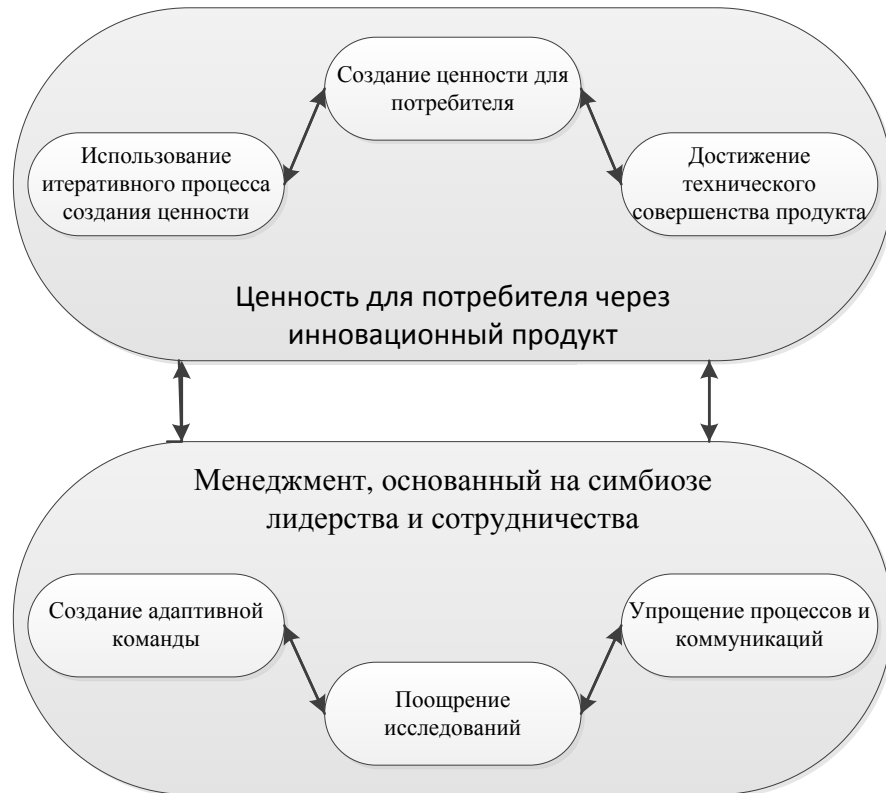 Создание ценности для
потребителя
Использование
итеративного процесса
создания ценности
Достижение
технического
совершенства продукта
Ценность для потребителя через
инновационный продукт
Менеджмент, основанный на симбиозе
лидерства и сотрудничества
Создание адаптивной
команды
Упрощение процессов и
коммуникаций
Поощрение
исследований